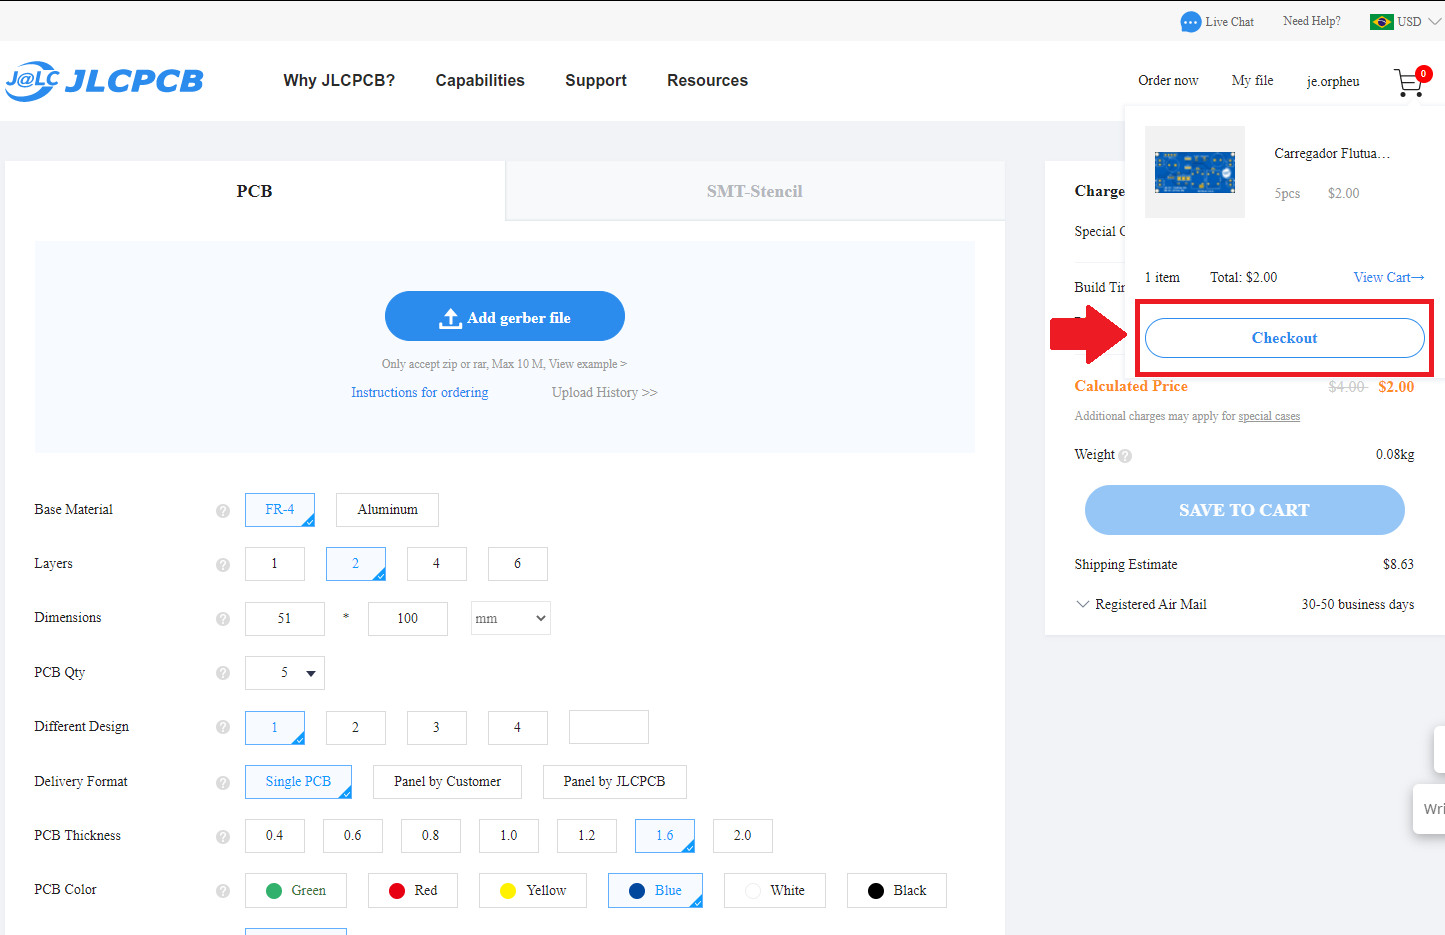 Live Chat Need Help? USD
J@LC JLCPCB Why JLCPCB? Capabilities Support Resources Order now My file je.orpheu 0
PCB SMT-Stencil
Add gerber file
Only accept zip or rar, Max 10 M, View example >
Instructions for ordering Upload History >>
Base Material ? FR-4 Aluminum
Layers ? 1 2 4 6
Dimensions ? 51 * 100 mm
PCB Qty ? 5
Different Design ? 1 2 3 4
Delivery Format ? Single PCB Panel by Customer Panel by JLCPCB
PCB Thickness ? 0.4 0.6 0.8 1.0 1.2 1.6 2.0
PCB Color ? Green Red Yellow Blue White Black
Carregador Flutua...
5pcs $2.00
1 item Total: $2.00 View Cart→
Checkout
Charge
Special
Build
Calculated Price $4.00 $2.00
Additional charges may apply for special cases
Weight ? 0.08kg
SAVE TO CART
Shipping Estimate $8.63
Registered Air Mail 30-50 business days
Wri